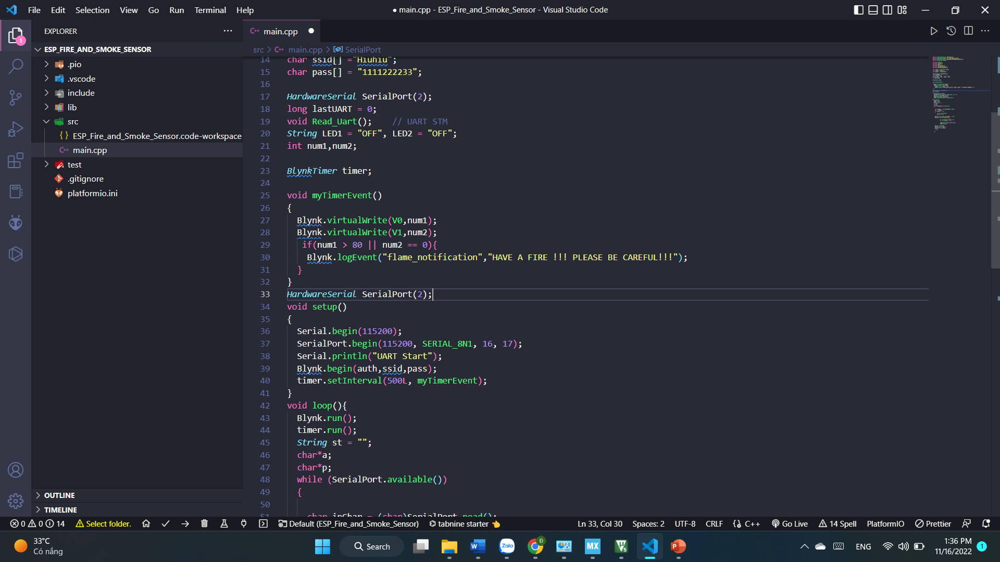 File Edit Selection View Go Run Terminal Help
● main.cpp - ESP_Fire_and_Smoke_Sensor - Visual Studio Code
EXPLORER
ESP_FIRE_AND_SMOKE_SENSOR
.pio
.vscode
include
lib
src
{} ESP_Fire_and_Smoke_Sensor.code-workspace
main.cpp
test
.gitignore
platformio.ini
OUTLINE
TIMELINE
main.cpp
src > main.cpp > SerialPort
14 char ssid[] ="Hiuhiu";
15 char pass[] = "1111222233";
16
17 HardwareSerial SerialPort(2);
18 long lastUART = 0;
19 void Read_Uart(); // UART STM
20 String LED1 = "OFF", LED2 = "OFF";
21 int num1,num2;
22
23 BlynkTimer timer;
24
25 void myTimerEvent()
26 {
27 Blynk.virtualWrite(V0,num1);
28 Blynk.virtualWrite(V1,num2);
29 if(num1 > 80 || num2 == 0){
30 Blynk.logEvent("flame_notification","HAVE A FIRE !!! PLEASE BE CAREFUL!!!");
31 }
32 }
33 HardwareSerial SerialPort(2);
34 void setup()
35 {
36 Serial.begin(115200);
37 SerialPort.begin(115200, SERIAL_8N1, 16, 17);
38 Serial.println("UART Start");
39 Blynk.begin(auth,ssid,pass);
40 timer.setInterval(500L, myTimerEvent);
41 }
42 void loop(){
43 Blynk.run();
44 timer.run();
45 String st = "";
46 char*a;
47 char*p;
48 while (SerialPort.available())
49 {
50
51 char inChar = (char)SerialPort.read();
0 0 14 Select folder. Default (ESP_Fire_and_Smoke_Sensor) tabnine starter Ln 33, Col 30 Spaces: 2 UTF-8 CRLF {} C++ Go Live 14 Spell PlatformIO Prettier
33°C
Có nắng
Search
Zalo
MX
ENG
1:36 PM
11/16/2022
1